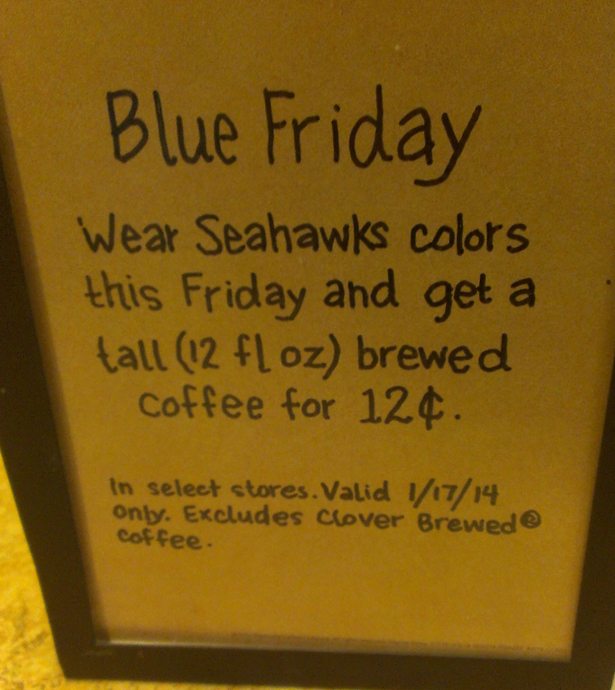 Blue Friday
Wear Seahawks colors
this Friday and get a
tall (12 fl oz) brewed
coffee for 12¢.
In select stores. Valid 1/17/14
only. Excludes Clover Brewed®
coffee.